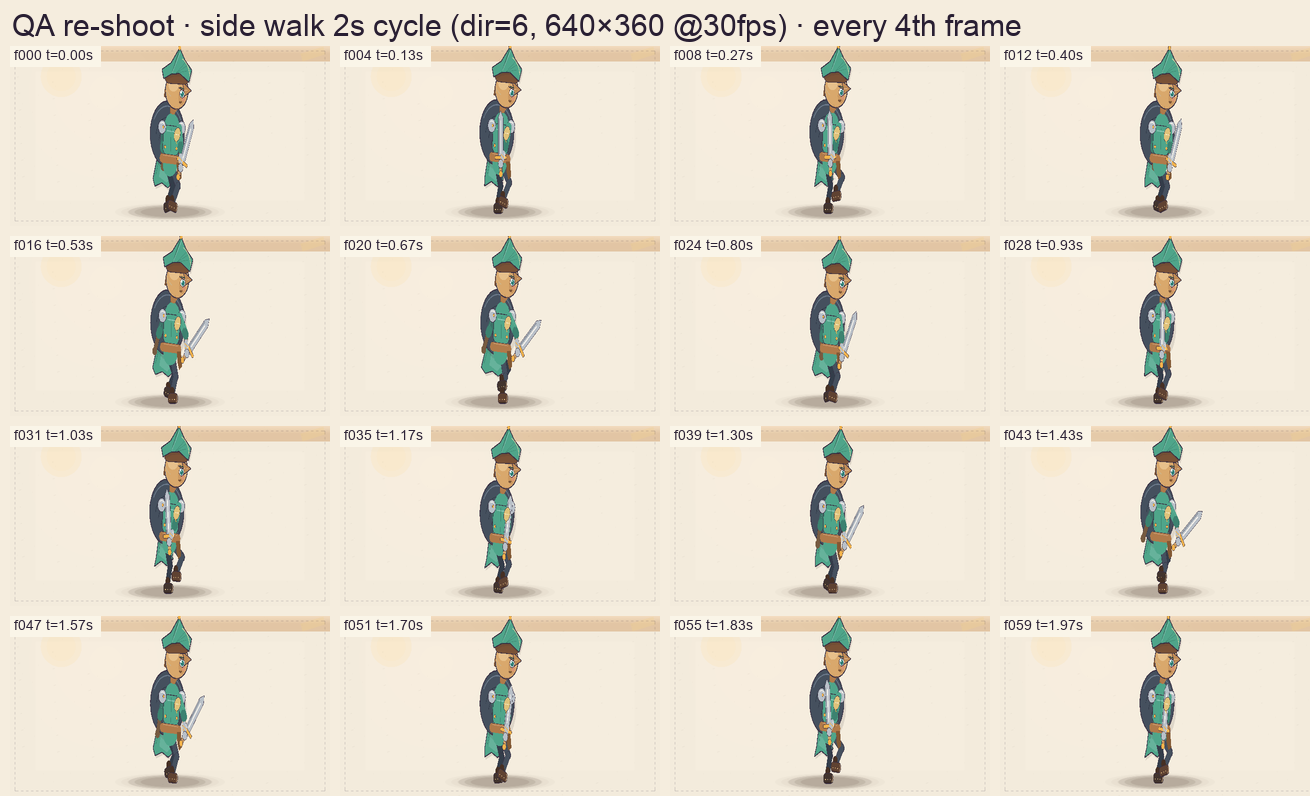 QA re-shoot · side walk 2s cycle (dir=6, 640×360 @30fps) · every 4th frame
f000 t=0.00s
f004 t=0.13s
f008 t=0.27s
f012 t=0.40s
f016 t=0.53s
f020 t=0.67s
f024 t=0.80s
f028 t=0.93s
f031 t=1.03s
f035 t=1.17s
f039 t=1.30s
f043 t=1.43s
f047 t=1.57s
f051 t=1.70s
f055 t=1.83s
f059 t=1.97s